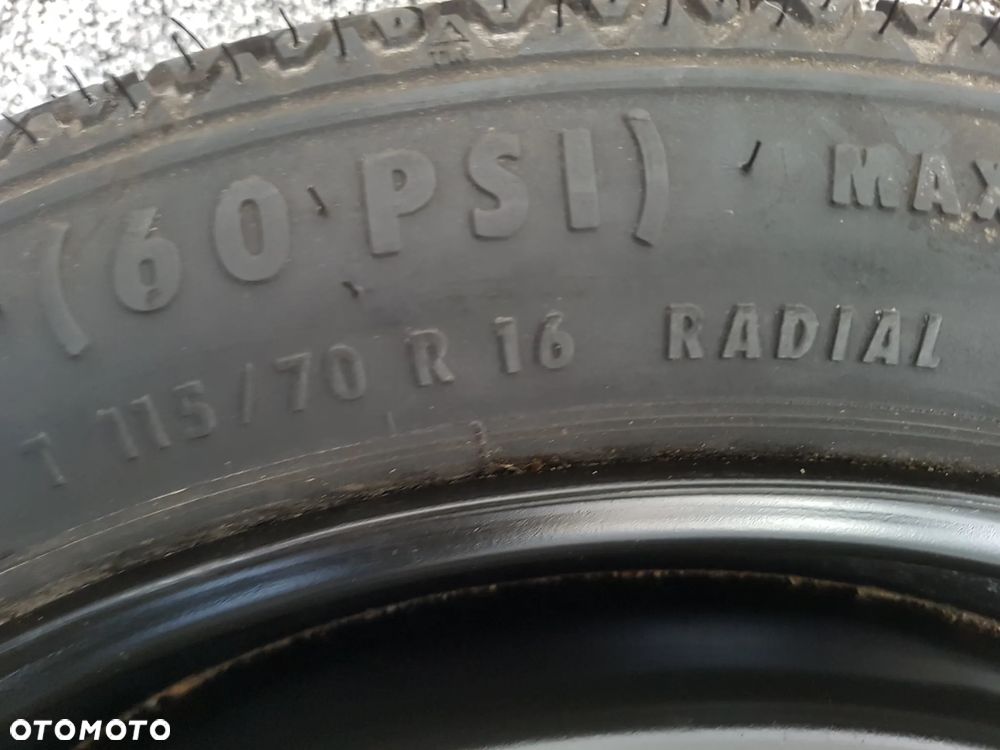 (60 PSI) MAX
T 115/70 R 16 RADIAL
OTOMOTO